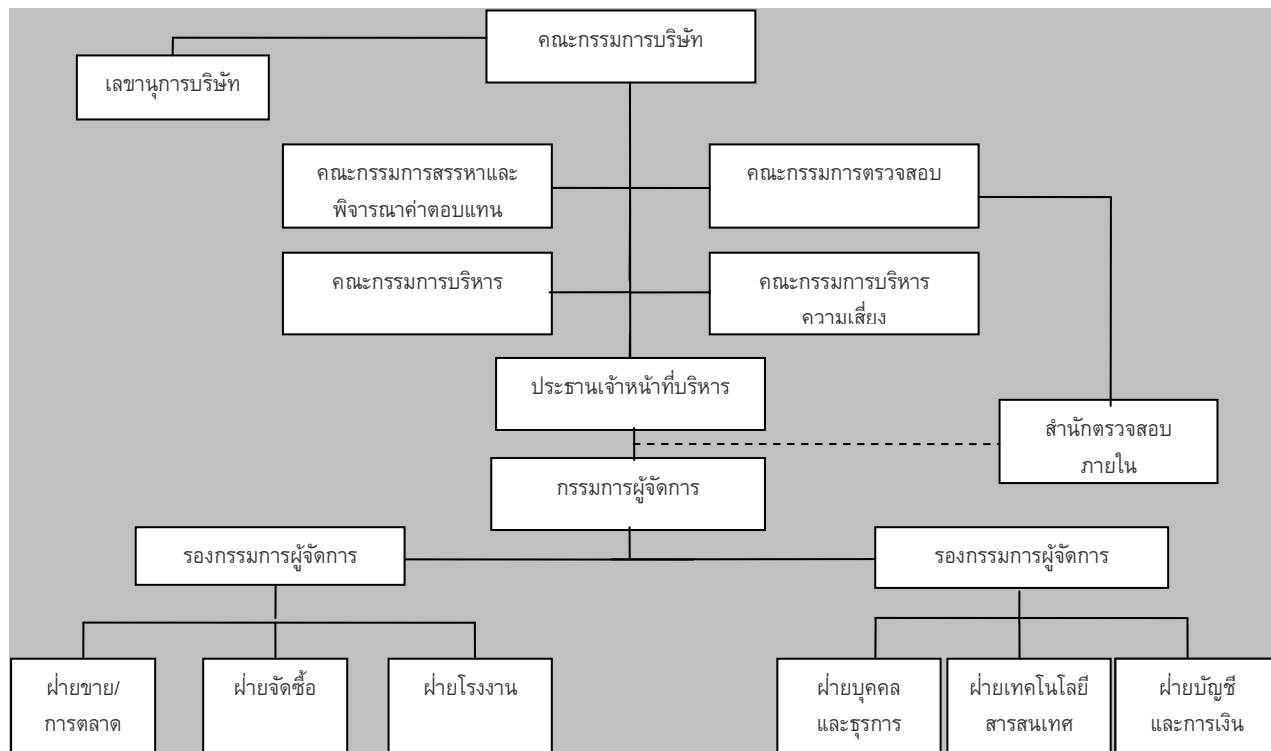 คณะกรรมการบริษัท
เลขานุการบริษัท
คณะกรรมการสรรหาและ
พิจารณาค่าตอบแทน
คณะกรรมการตรวจสอบ
คณะกรรมการบริหาร
คณะกรรมการบริหาร
ความเสี่ยง
ประธานเจ้าหน้าที่บริหาร
สำนักตรวจสอบ
ภายใน
กรรมการผู้จัดการ
รองกรรมการผู้จัดการ
รองกรรมการผู้จัดการ
ฝ่ายขาย/
การตลาด
ฝ่ายจัดซื้อ
ฝ่ายโรงงาน
ฝ่ายบุคคล
และธุรการ
ฝ่ายเทคโนโลยี
สารสนเทศ
ฝ่ายบัญชี
และการเงิน